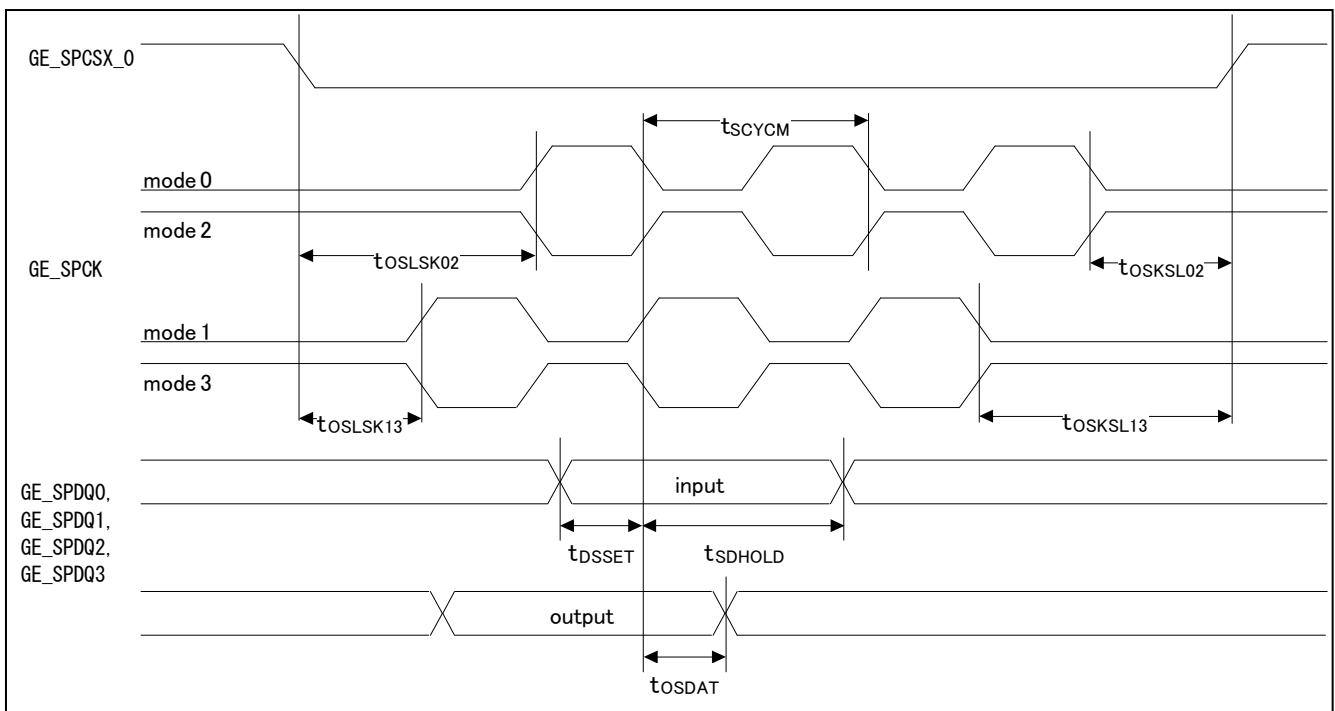 GE_SPCSX_0
tSCYCM
mode 0
mode 2
tOSLSK02
tOSKSL02
GE_SPCK
mode 1
mode 3
tOSLSK13
tOSKSL13
input
GE_SPDQ0,
GE_SPDQ1,
GE_SPDQ2,
GE_SPDQ3
tDSSET
tSDHOLD
output
tOSDAT